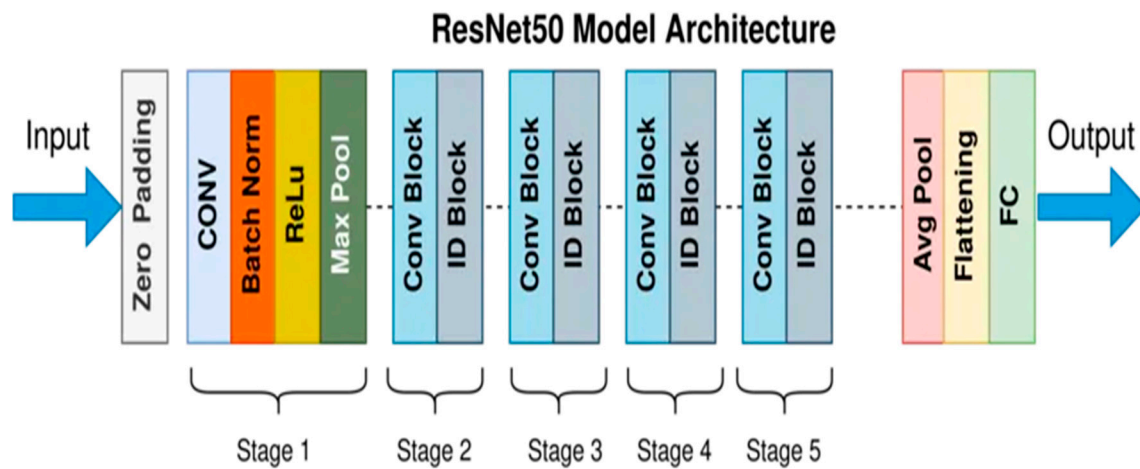 ResNet50 Model Architecture
Input
Zero Padding
CONV
Batch Norm
ReLu
Max Pool
Conv Block
ID Block
Conv Block
ID Block
Conv Block
ID Block
Conv Block
ID Block
Avg Pool
Flattening
FC
Output
Stage 1
Stage 2
Stage 3
Stage 4
Stage 5